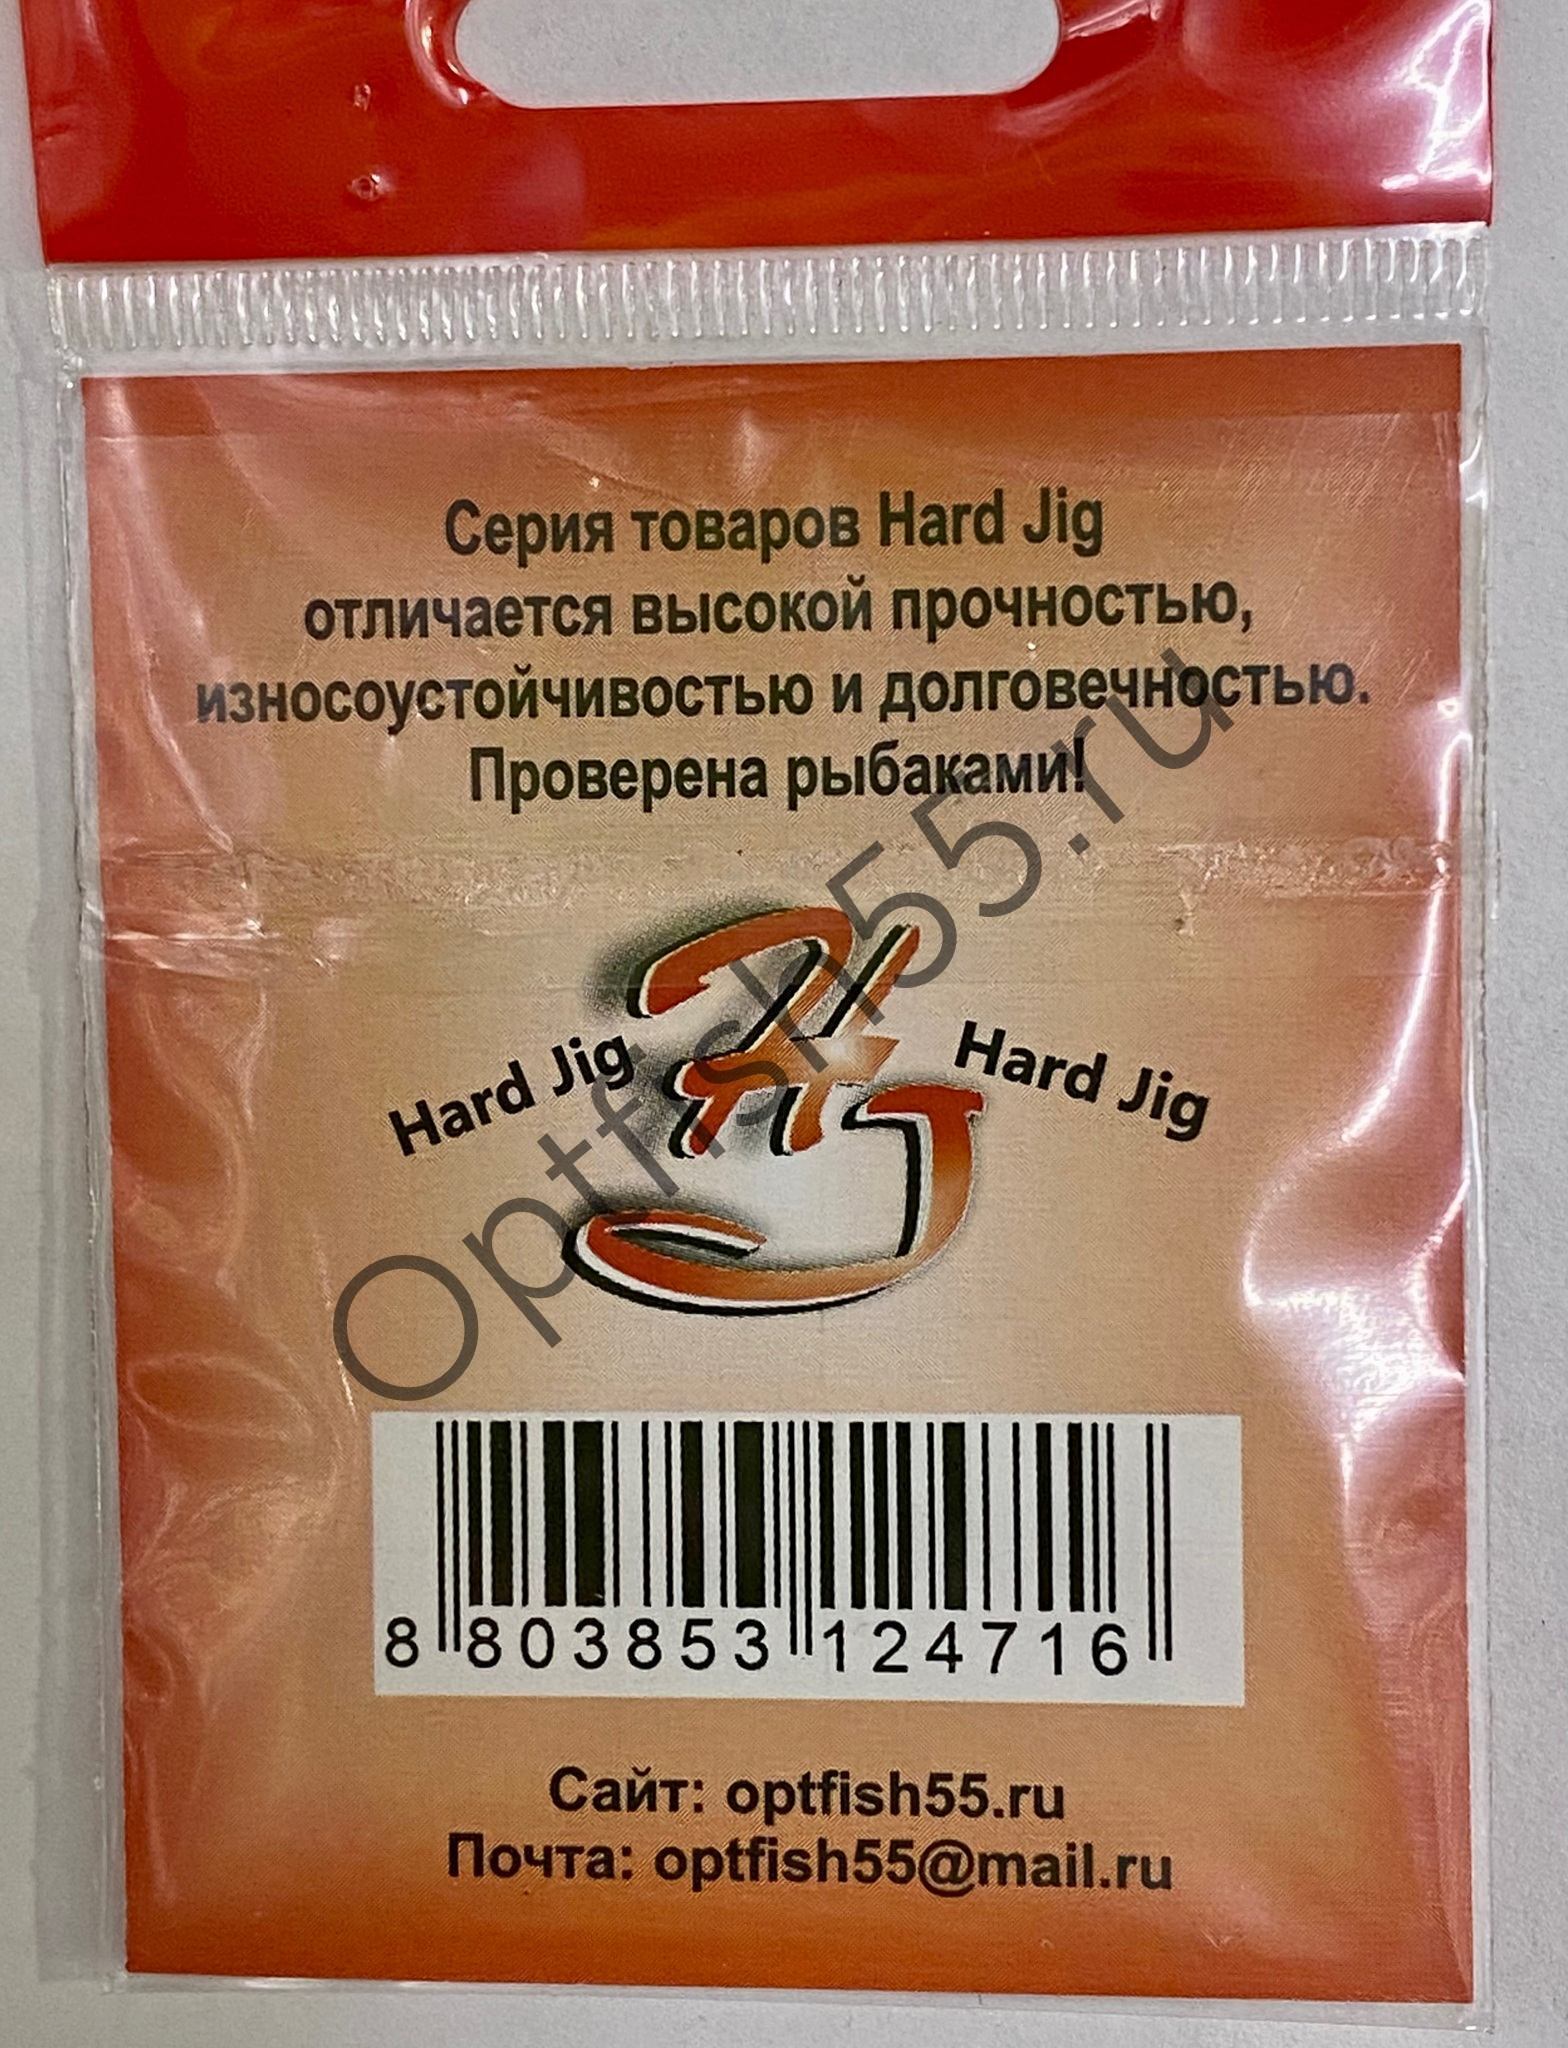 Серия товаров Hard Jig
отличается высокой прочностью,
износоустойчивостью и долговечностью.
Проверена рыбаками!
HJ
Hard Jig
Hard Jig
Optfish55.ru
8 803853 124716
Сайт: optfish55.ru
Почта: optfish55@mail.ru